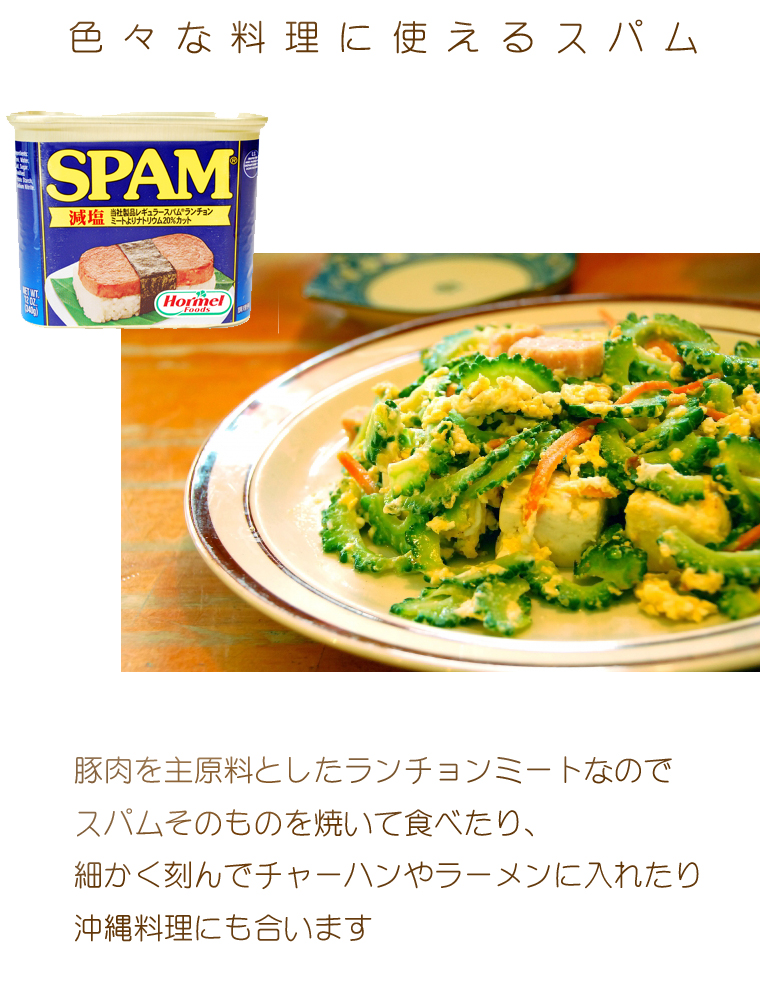 色々な料理に使えるスパム
SPAM®
減塩 当社製品レギュラースパム®ランチョン
ミートよりナトリウム20%カット
NET WT.
12 OZ.
(340g)
Hormel
Foods
豚肉を主原料としたランチョンミートなので
スパムそのものを焼いて食べたり、
細かく刻んでチャーハンやラーメンに入れたり
沖縄料理にも合います